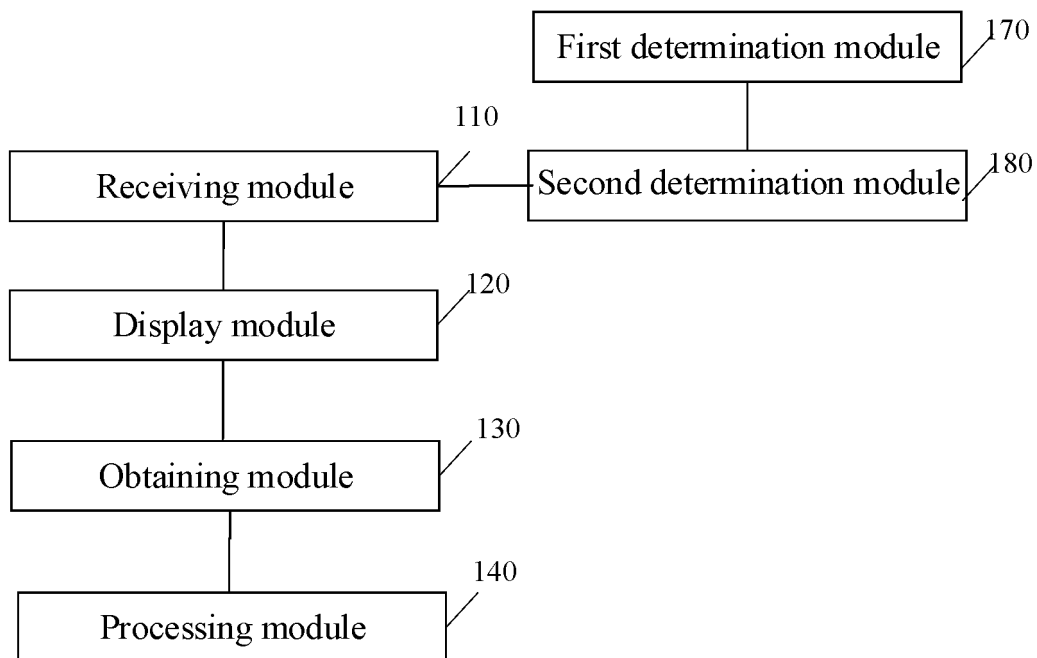 First determination module
170
110
Receiving module
Second determination module
180
120
Display module
130
Obtaining module
140
Processing module